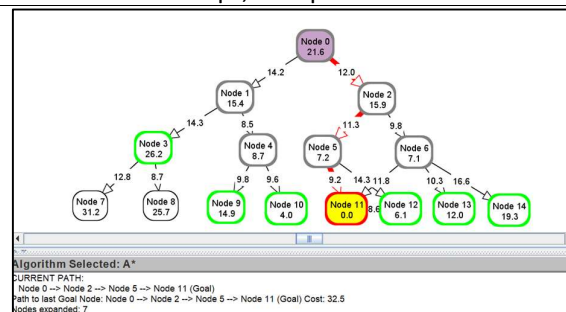 Node 0
21.6
14.2
12.0
Node 1
15.4
Node 2
15.9
14.3
8.5
11.3
9.8
Node 3
26.2
Node 4
8.7
Node 5
7.2
Node 6
7.1
12.8
8.7
9.8
9.6
9.2
14.3
11.8
10.3
16.6
Node 7
31.2
Node 8
25.7
Node 9
14.9
Node 10
4.0
Node 11
0.0
8.6
Node 12
6.1
Node 13
12.0
Node 14
19.3
Algorithm Selected: A*
CURRENT PATH:
Node 0 --> Node 2 --> Node 5 --> Node 11 (Goal)
Path to last Goal Node: Node 0 --> Node 2 --> Node 5 --> Node 11 (Goal) Cost: 32.5
Nodes expanded: 7